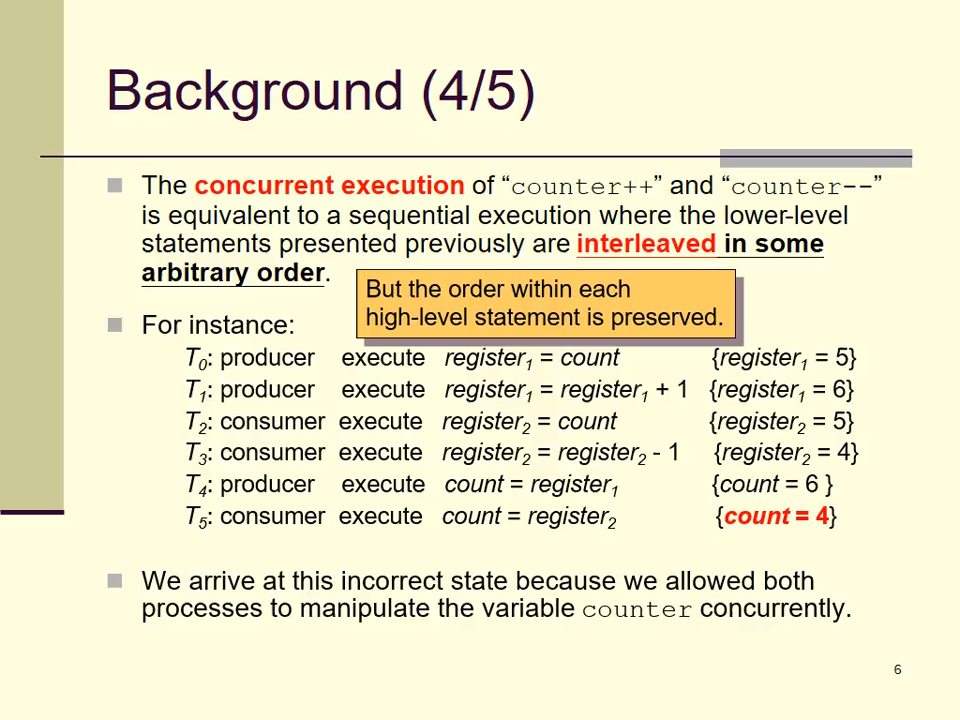 Background (4/5)
The concurrent execution of “counter++” and “counter--”
is equivalent to a sequential execution where the lower-level
statements presented previously are interleaved in some
arbitrary order.
But the order within each
high-level statement is preserved.
For instance:
T0: producer execute register1 = count {register1 = 5}
T1: producer execute register1 = register1 + 1 {register1 = 6}
T2: consumer execute register2 = count {register2 = 5}
T3: consumer execute register2 = register2 - 1 {register2 = 4}
T4: producer execute count = register1 {count = 6 }
T5: consumer execute count = register2 {count = 4}
We arrive at this incorrect state because we allowed both
processes to manipulate the variable counter concurrently.
6